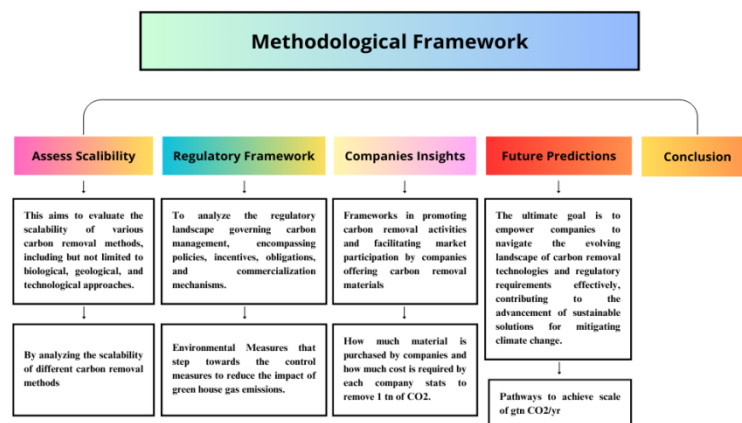 Methodological Framework
Assess Scalibility
Regulatory Framework
Companies Insights
Future Predictions
Conclusion
This aims to evaluate the
scalability of various
carbon removal methods,
including but not limited to
biological, geological, and
technological approaches.
By analyzing the scalability
of different carbon removal
methods
To analyze the regulatory
landscape governing carbon
management, encompassing
policies, incentives, obligations,
and commercialization
mechanisms.
Environmental Measures that
step towards the control
measures to reduce the impact of
green house gas emissions.
Frameworks in promoting
carbon removal activities
and facilitating market
participation by companies
offering carbon removal
materials
How much material is
purchased by companies and
how much cost is required by
each company stats to
remove 1 tn of CO2.
The ultimate goal is to
empower companies to
navigate the evolving
landscape of carbon removal
technologies and regulatory
requirements effectively,
contributing to the
advancement of sustainable
solutions for mitigating
climate change.
Pathways to achieve scale
of gtn CO2/yr